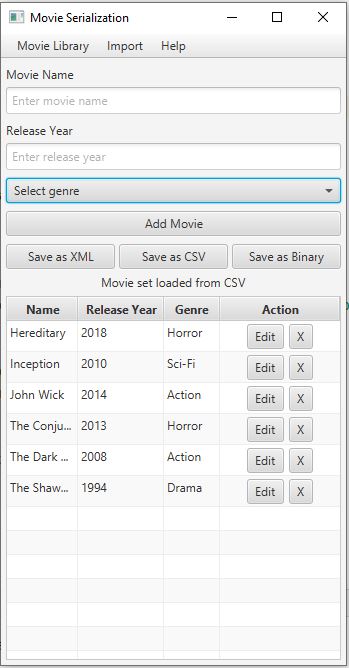 Movie Serialization
Movie Library Import Help
Movie Name
Enter movie name
Release Year
Enter release year
Select genre
Add Movie
Save as XML Save as CSV Save as Binary
Movie set loaded from CSV
Name Release Year Genre Action
Hereditary 2018 Horror Edit X
Inception 2010 Sci-Fi Edit X
John Wick 2014 Action Edit X
The Conju... 2013 Horror Edit X
The Dark ... 2008 Action Edit X
The Shaw... 1994 Drama Edit X